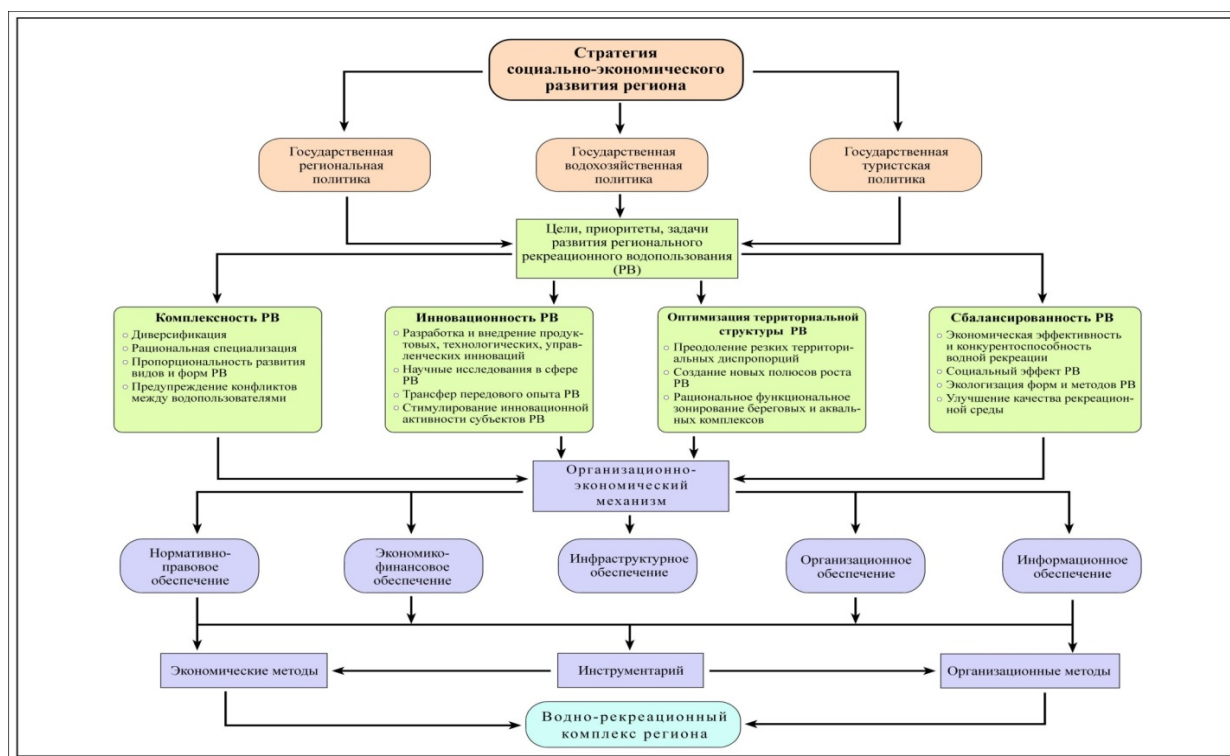 Стратегия
социально-экономического
развития региона
Государственная
региональная
политика
Государственная
водохозяйственная
политика
Государственная
туристская
политика
Цели, приоритеты, задачи
развития регионального
рекреационного водопользования
(РВ)
Комплексность РВ
Диверсификация
Рациональная специализация
Пропорциональность развития
видов и форм РВ
Предупреждение конфликтов
между водопользователями
Инновационность РВ
Разработка и внедрение продук-
товых, технологических, управ-
ленческих инноваций
Научные исследования в сфере
РВ
Трансфер передового опыта РВ
Стимулирование инновационной
активности субъектов РВ
Оптимизация территориальной
структуры РВ
Преодоление резких территори-
альных диспропорций
Создание новых полюсов роста
РВ
Рациональное функциональное
зонирование береговых и акваль-
ных комплексов
Сбалансированность РВ
Экономическая эффективность
и конкурентоспособность
водной рекреации
Социальный эффект РВ
Экологизация форм и методов РВ
Улучшение качества рекреацион-
ной среды
Организационно-
экономический
механизм
Нормативно-
правовое
обеспечение
Экономико-
финансовое
обеспечение
Инфраструктурное
обеспечение
Организационное
обеспечение
Информационное
обеспечение
Экономические методы
Инструментарий
Организационные методы
Водно-рекреационный
комплекс региона